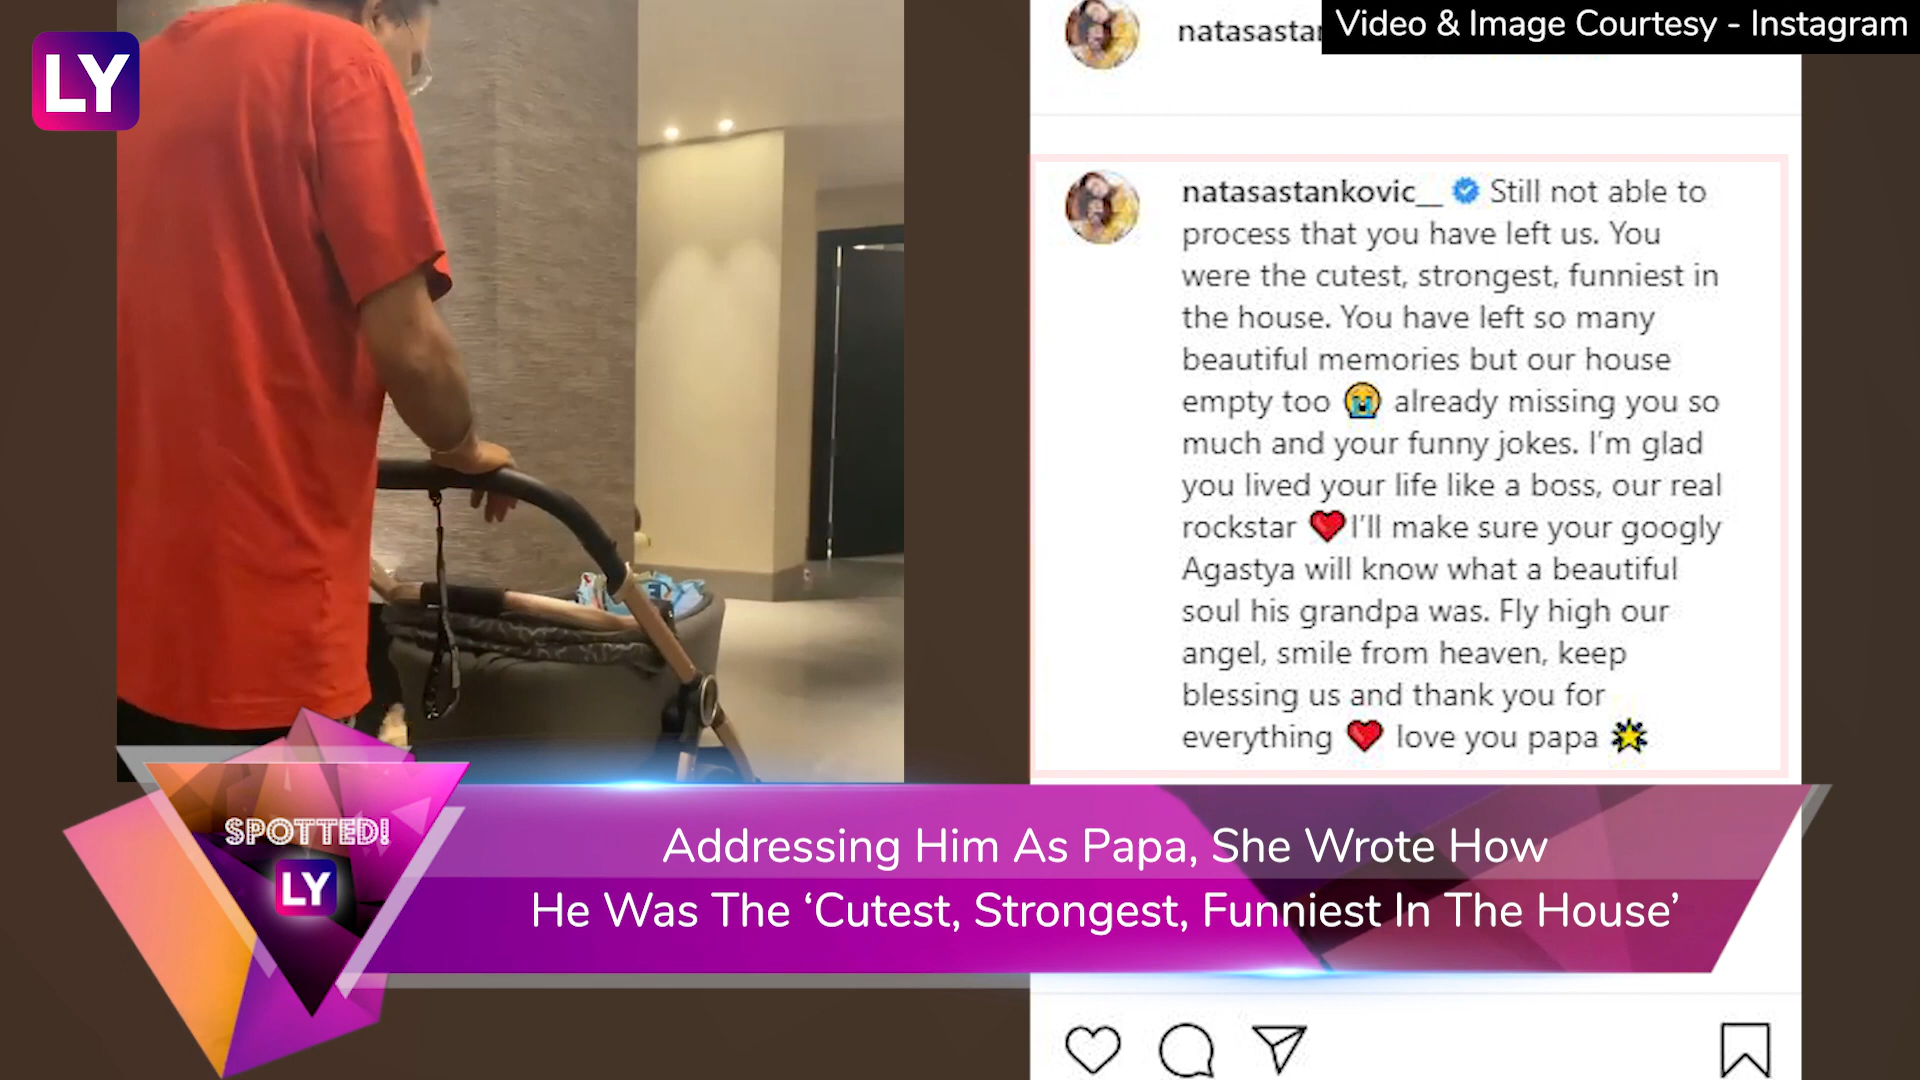 LY
Video & Image Courtesy - Instagram
natasasta
natasastankovic__ Still not able to
process that you have left us. You
were the cutest, strongest, funniest in
the house. You have left so many
beautiful memories but our house
empty too 😭 already missing you so
much and your funny jokes. I'm glad
you lived your life like a boss, our real
rockstar ❤️I'll make sure your googly
Agastya will know what a beautiful
soul his grandpa was. Fly high our
angel, smile from heaven, keep
blessing us and thank you for
everything ❤️ love you papa 🌟
SPOTTED!
LY
Addressing Him As Papa, She Wrote How
He Was The ‘Cutest, Strongest, Funniest In The House’